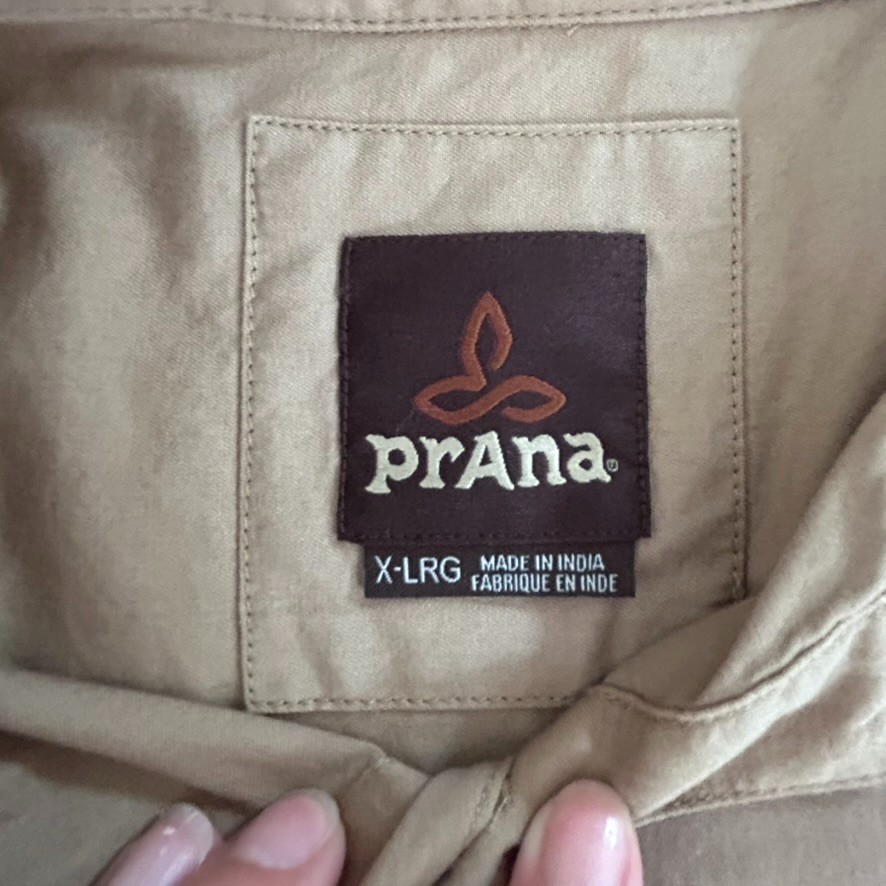 prAna®
X-LRG
MADE IN INDIA
FABRIQUE EN INDE